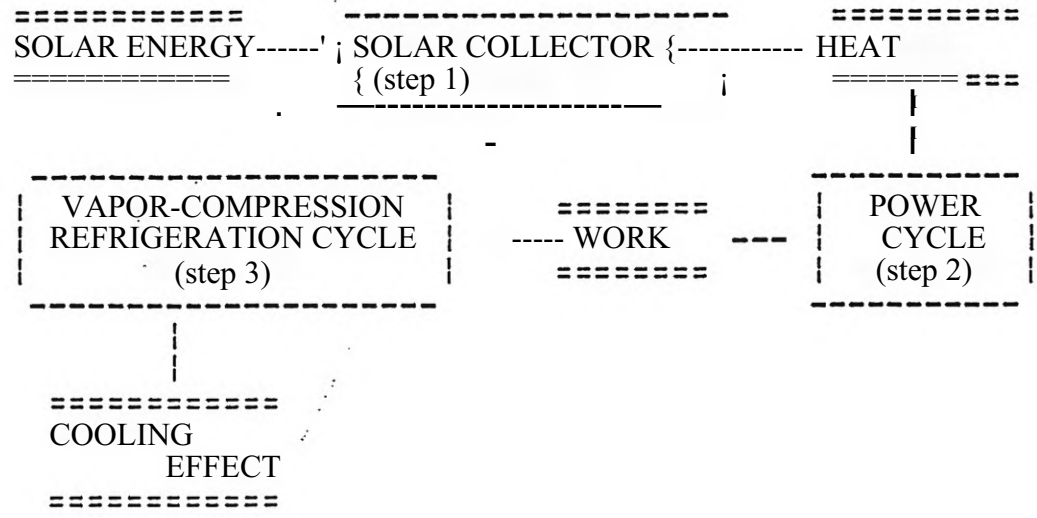 SOLAR ENERGY------' ¡ SOLAR COLLECTOR {------------ HEAT
{ (step 1) ¡
VAPOR-COMPRESSION
REFRIGERATION CYCLE
(step 3)
----- WORK ---
POWER
CYCLE
(step 2)
COOLING
EFFECT